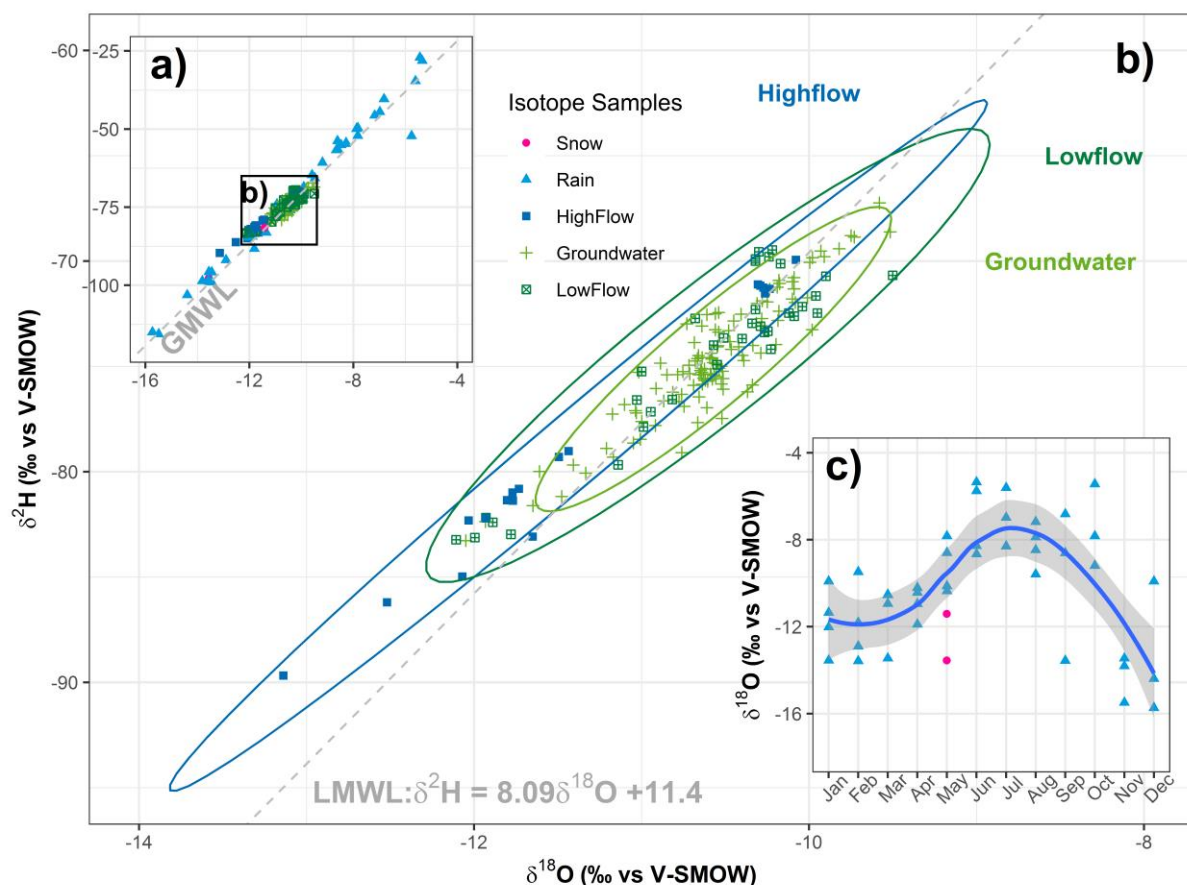 a)
b)
-25
-50
-75
-100
-16
-12
-8
-4
b)
GMWL
Isotope Samples
Snow
Rain
HighFlow
Groundwater
LowFlow
Highflow
Lowflow
Groundwater
-60
-70
-80
-90
δ²H (‰ vs V-SMOW)
LMWL:δ²H = 8.09δ¹⁸O +11.4
c)
-4
-8
-12
-16
δ¹⁸O (‰ vs V-SMOW)
Jan
Feb
Mar
Apr
May
Jun
Jul
Aug
Sep
Oct
Nov
Dec
-14
-12
-10
-8
δ¹⁸O (‰ vs V-SMOW)